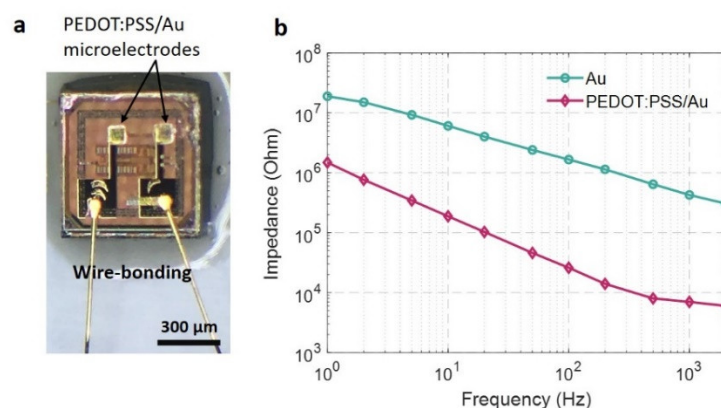 a
PEDOT:PSS/Au
microelectrodes
Wire-bonding
300 µm
b
Au
PEDOT:PSS/Au
10⁸
10⁷
10⁶
10⁵
10⁴
10³
Impedance (Ohm)
10⁰
10¹
10²
10³
Frequency (Hz)